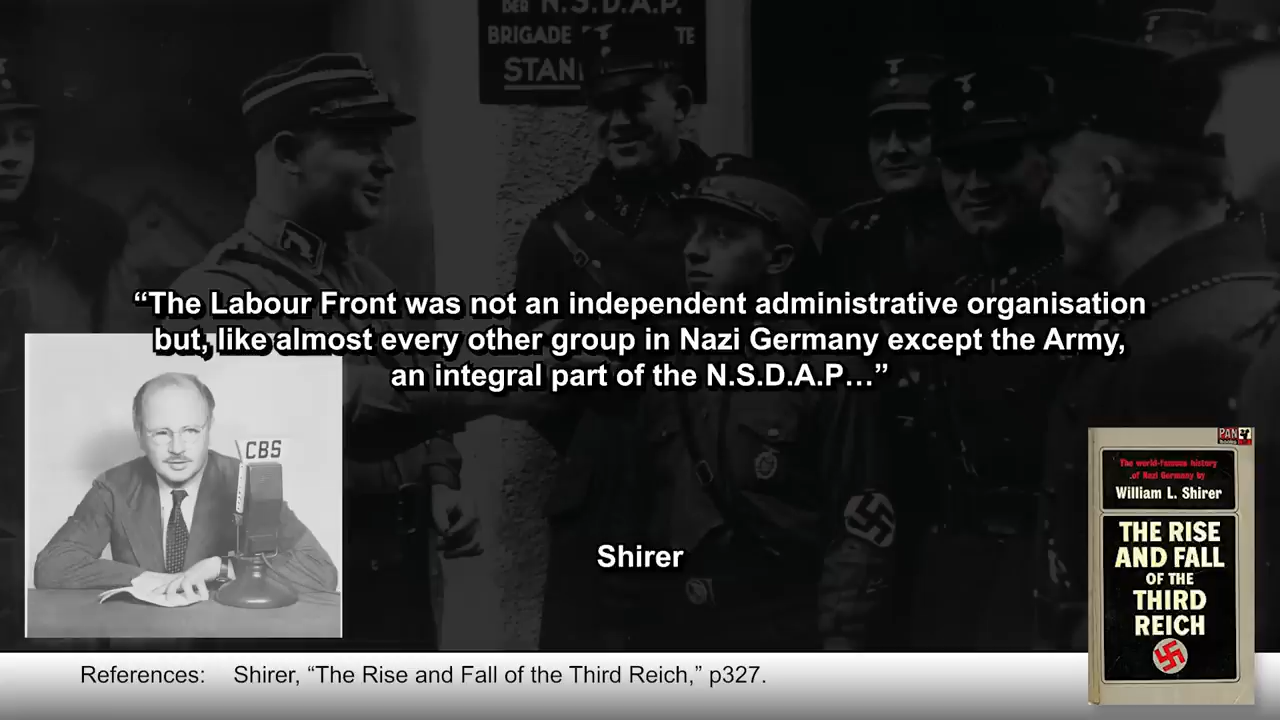 DER N.S.D.A.P.
BRIGADE TE
STAN
“The Labour Front was not an independent administrative organisation
but, like almost every other group in Nazi Germany except the Army,
an integral part of the N.S.D.A.P…”
CBS
Shirer
PAN
The world-famous history
of Nazi Germany by
William L. Shirer
THE RISE
AND FALL
OF THE
THIRD
REICH
References: Shirer, “The Rise and Fall of the Third Reich,” p327.